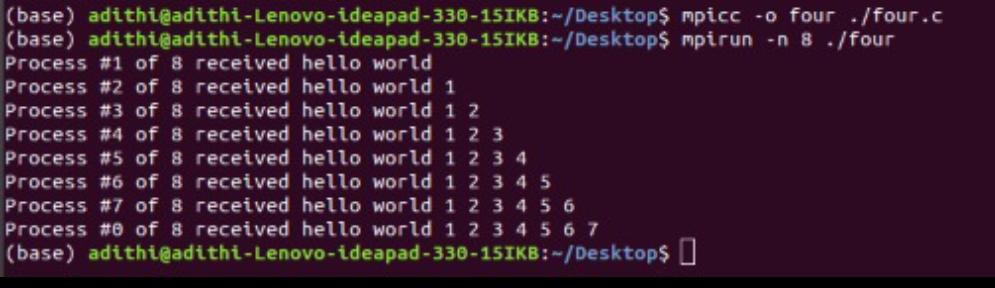 (base) adithi@adithi-Lenovo-ideapad-330-15IKB:~/Desktop$ mpicc -o four ./four.c
(base) adithi@adithi-Lenovo-ideapad-330-15IKB:~/Desktop$ mpirun -n 8 ./four
Process #1 of 8 received hello world
Process #2 of 8 received hello world 1
Process #3 of 8 received hello world 1 2
Process #4 of 8 received hello world 1 2 3
Process #5 of 8 received hello world 1 2 3 4
Process #6 of 8 received hello world 1 2 3 4 5
Process #7 of 8 received hello world 1 2 3 4 5 6
Process #0 of 8 received hello world 1 2 3 4 5 6 7
(base) adithi@adithi-Lenovo-ideapad-330-15IKB:~/Desktop$